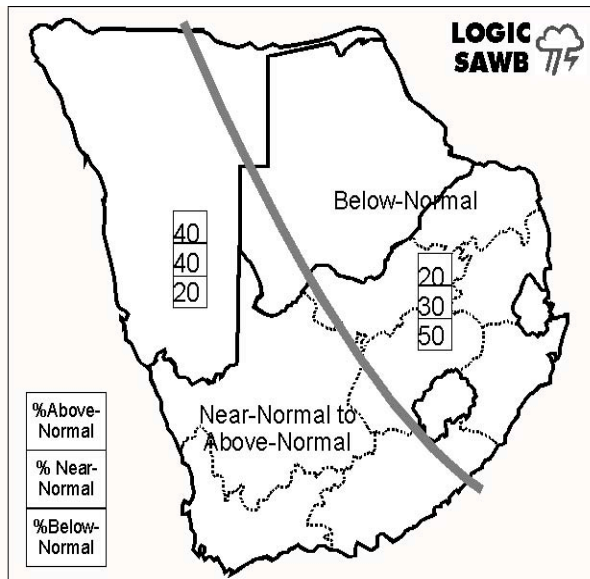 LOGIC
SAWB
Below-Normal
40
40
20
20
30
50
Near-Normal to
Above-Normal
%Above-
Normal
% Near-
Normal
%Below-
Normal